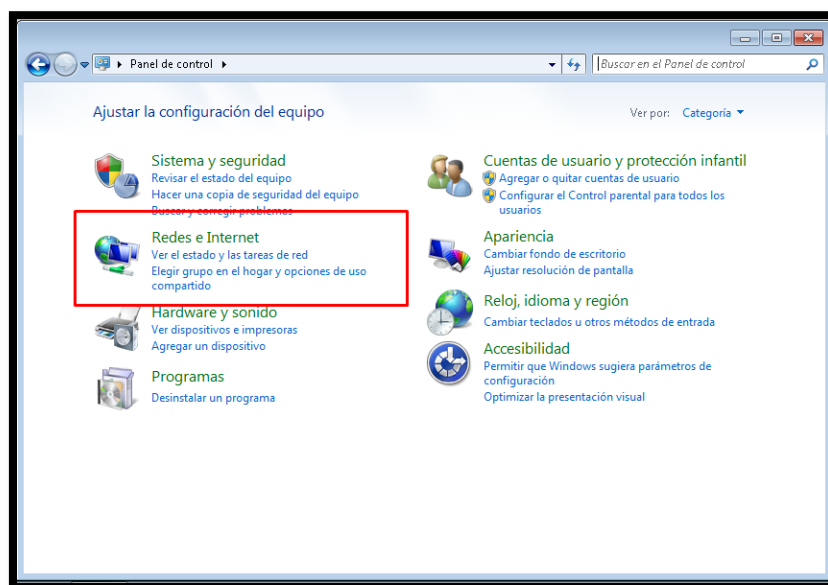 Panel de control
Buscar en el Panel de control
Ajustar la configuración del equipo
Ver por: Categoría
Sistema y seguridad
Revisar el estado del equipo
Hacer una copia de seguridad del equipo
Buscar y corregir problemas
Redes e Internet
Ver el estado y las tareas de red
Elegir grupo en el hogar y opciones de uso
compartido
Hardware y sonido
Ver dispositivos e impresoras
Agregar un dispositivo
Programas
Desinstalar un programa
Cuentas de usuario y protección infantil
Agregar o quitar cuentas de usuario
Configurar el Control parental para todos los
usuarios
Apariencia
Cambiar fondo de escritorio
Ajustar resolución de pantalla
Reloj, idioma y región
Cambiar teclados u otros métodos de entrada
Accesibilidad
Permitir que Windows sugiera parámetros de
configuración
Optimizar la presentación visual